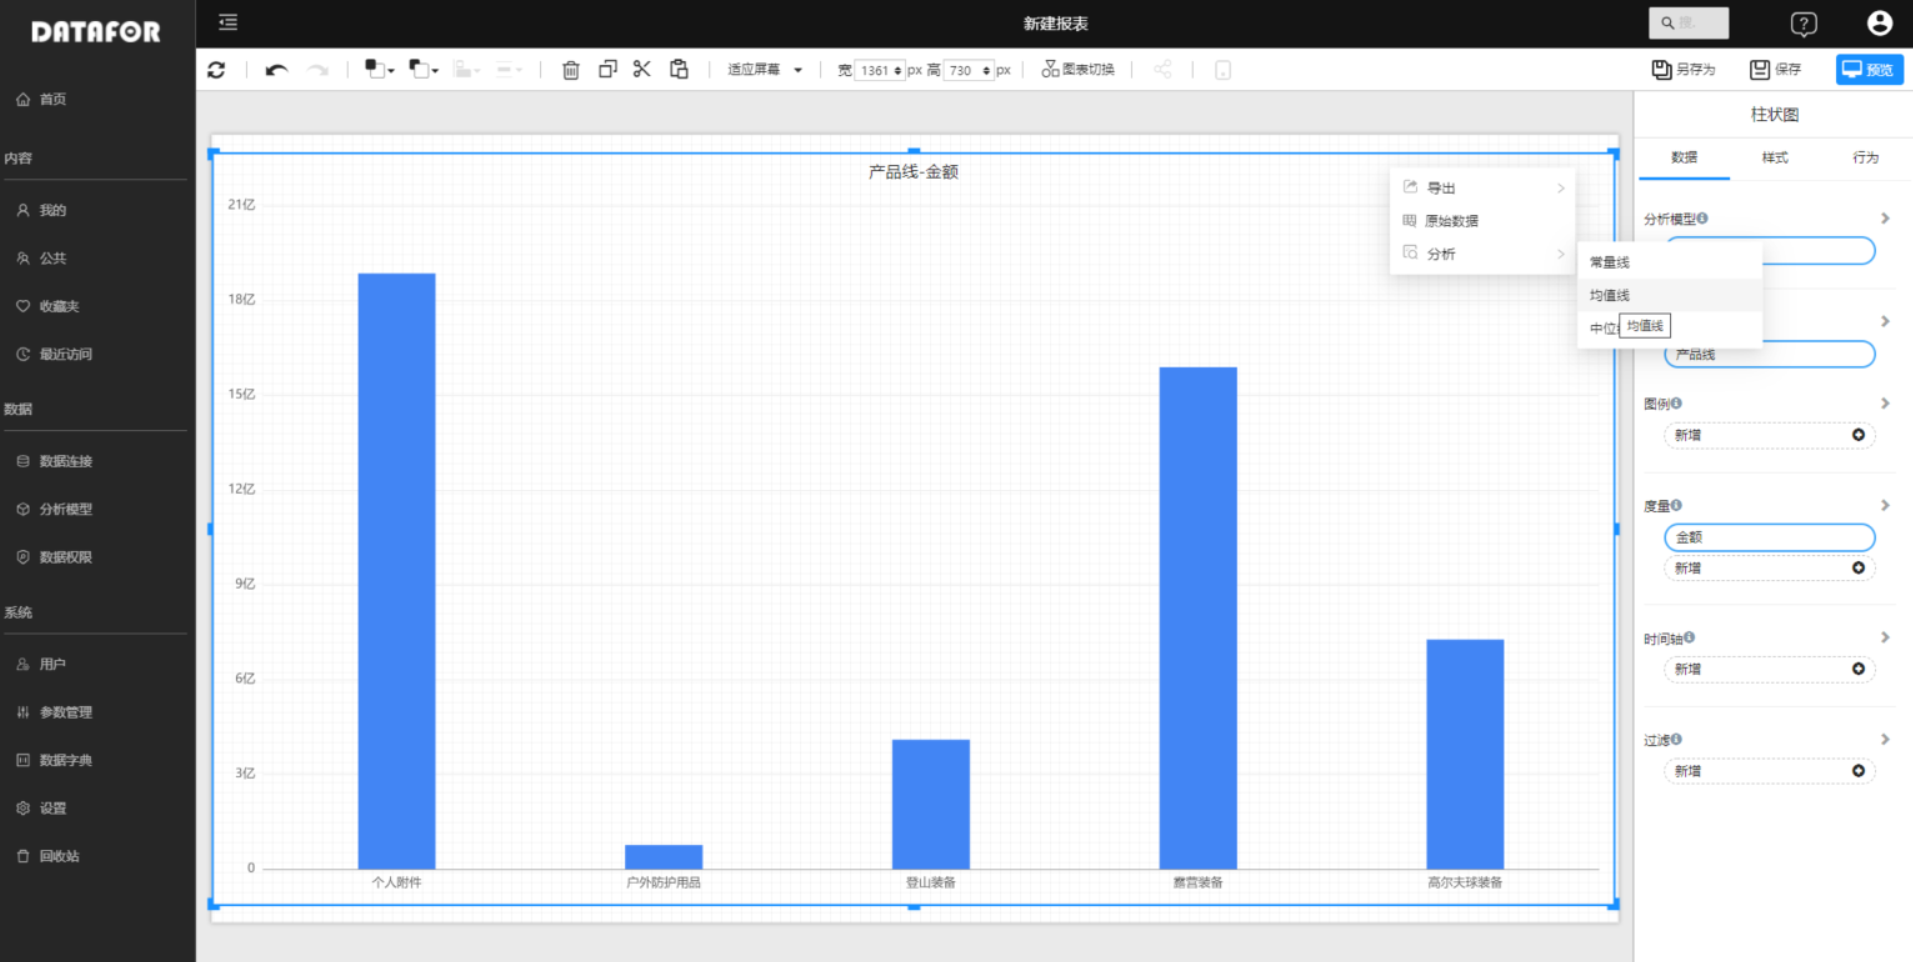 DATAFOR
新建报表
搜.
适应屏幕
宽 1361 px 高 730 px
图表切换
另存为
保存
预览
首页
内容
我的
公共
收藏夹
最近访问
数据
数据连接
分析模型
数据权限
系统
用户
参数管理
数据字典
设置
回收站
产品线-金额
21亿
18亿
15亿
12亿
9亿
6亿
3亿
0
个人附件
户外防护用品
登山装备
露营装备
高尔夫球装备
导出
原始数据
分析
常量线
均值线
中位
均值线
柱状图
数据
样式
行为
分析模型
产品线
图例
新增
度量
金额
新增
时间轴
新增
过滤
新增